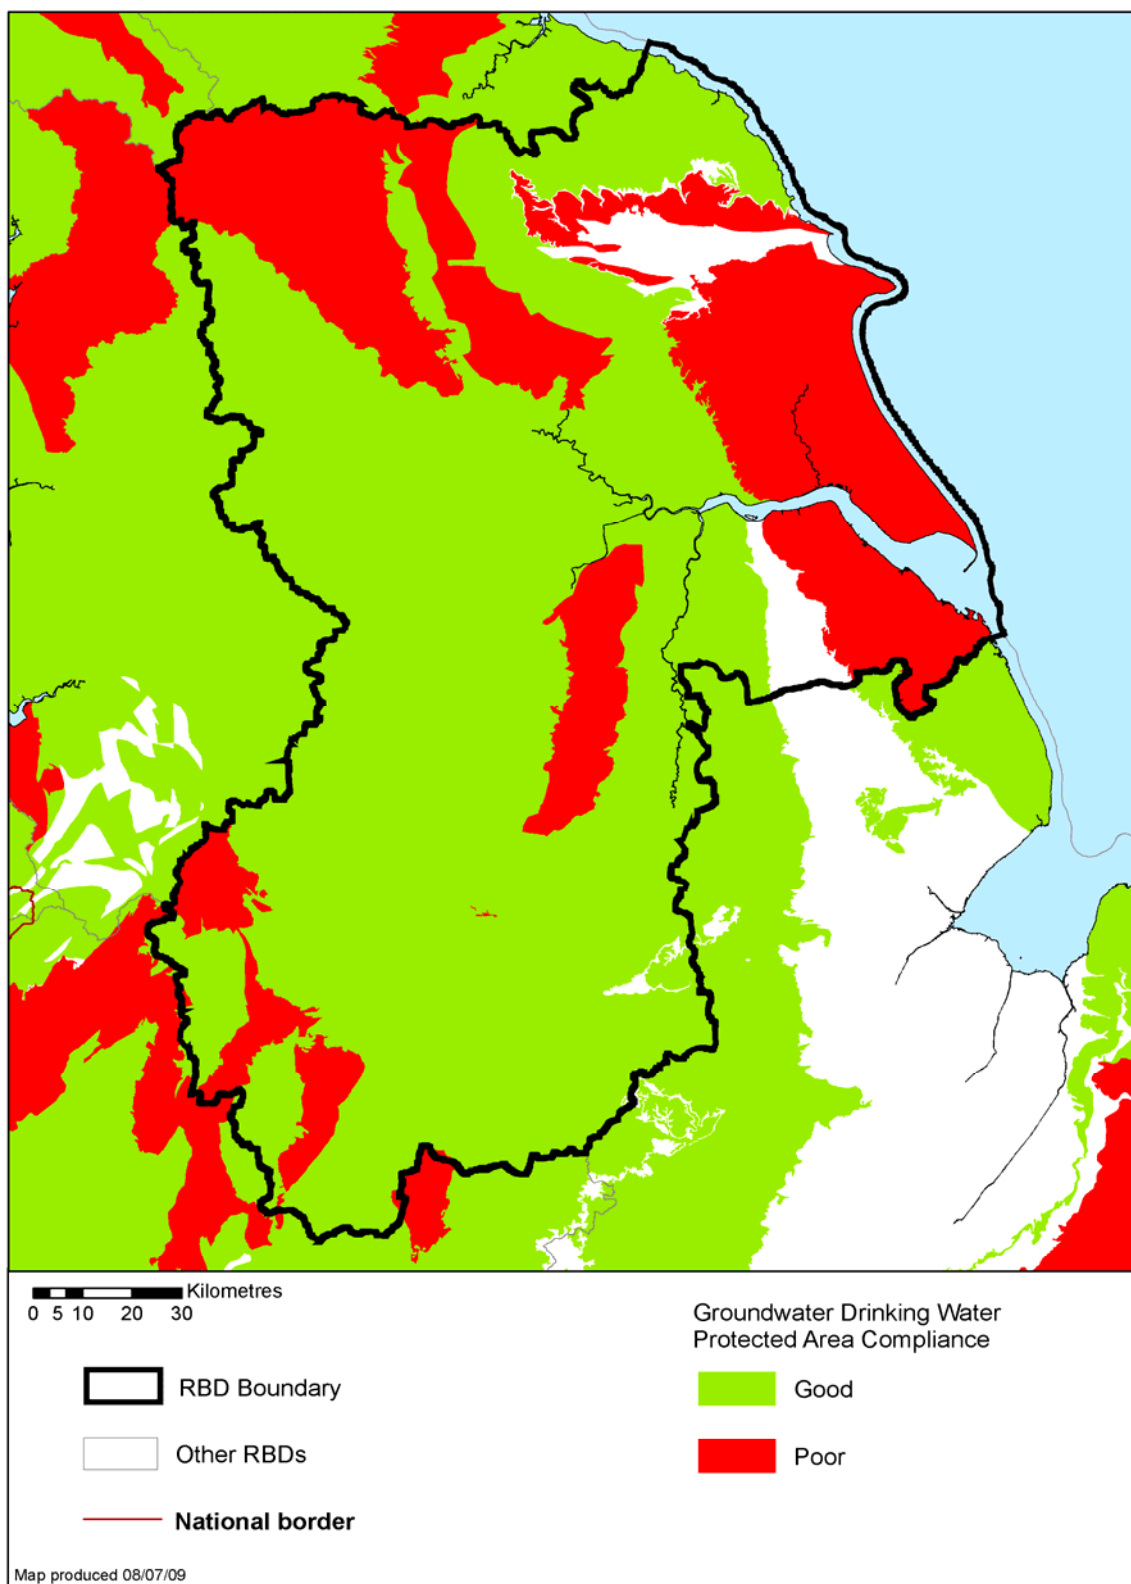 Kilometres
0 5 10 20 30
RBD Boundary
Other RBDs
National border
Groundwater Drinking Water
Protected Area Compliance
Good
Poor
Map produced 08/07/09